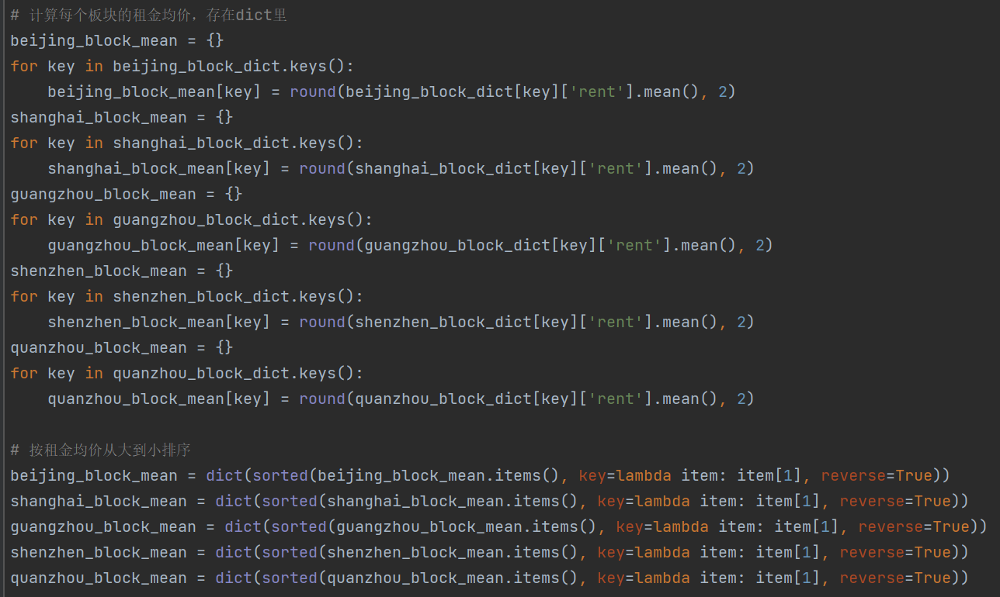 # 计算每个板块的租金均价，存在dict里
beijing_block_mean = {}
for key in beijing_block_dict.keys():
    beijing_block_mean[key] = round(beijing_block_dict[key]['rent'].mean(), 2)
shanghai_block_mean = {}
for key in shanghai_block_dict.keys():
    shanghai_block_mean[key] = round(shanghai_block_dict[key]['rent'].mean(), 2)
guangzhou_block_mean = {}
for key in guangzhou_block_dict.keys():
    guangzhou_block_mean[key] = round(guangzhou_block_dict[key]['rent'].mean(), 2)
shenzhen_block_mean = {}
for key in shenzhen_block_dict.keys():
    shenzhen_block_mean[key] = round(shenzhen_block_dict[key]['rent'].mean(), 2)
quanzhou_block_mean = {}
for key in quanzhou_block_dict.keys():
    quanzhou_block_mean[key] = round(quanzhou_block_dict[key]['rent'].mean(), 2)

# 按租金均价从大到小排序
beijing_block_mean = dict(sorted(beijing_block_mean.items(), key=lambda item: item[1], reverse=True))
shanghai_block_mean = dict(sorted(shanghai_block_mean.items(), key=lambda item: item[1], reverse=True))
guangzhou_block_mean = dict(sorted(guangzhou_block_mean.items(), key=lambda item: item[1], reverse=True))
shenzhen_block_mean = dict(sorted(shenzhen_block_mean.items(), key=lambda item: item[1], reverse=True))
quanzhou_block_mean = dict(sorted(quanzhou_block_mean.items(), key=lambda item: item[1], reverse=True))